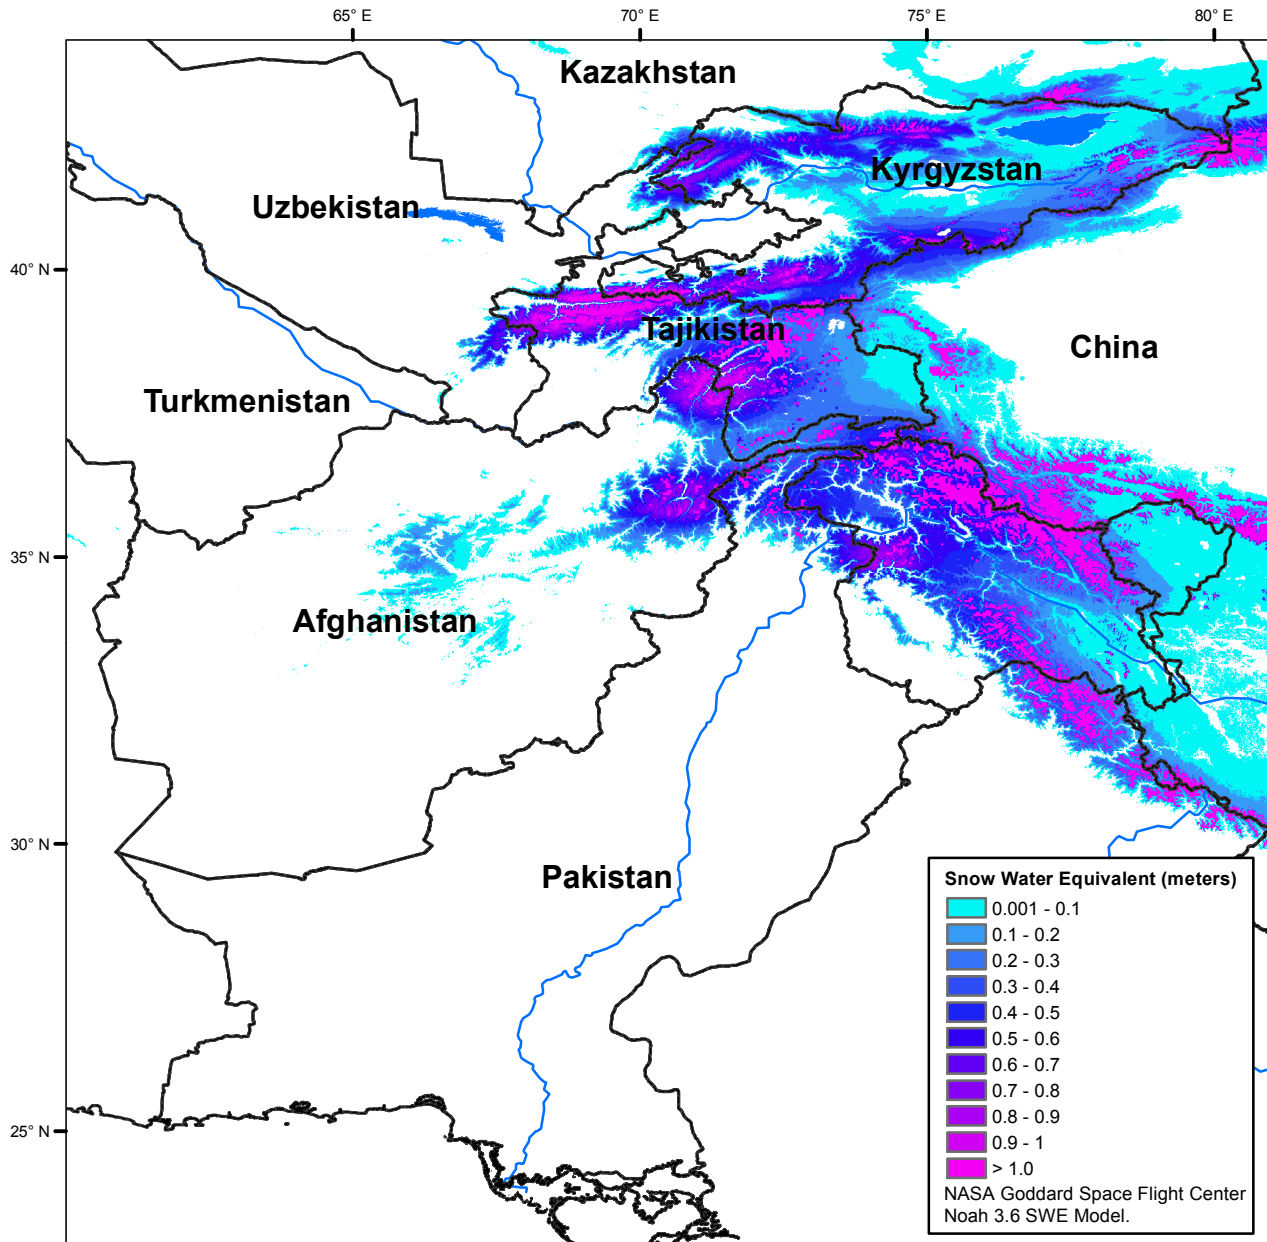 65° E
70° E
75° E
80° E
Kazakhstan
Kyrgyzstan
Uzbekistan
40° N
Tajikistan
China
Turkmenistan
35° N
Afghanistan
30° N
Pakistan
25° N
Snow Water Equivalent (meters)
0.001 - 0.1
0.1 - 0.2
0.2 - 0.3
0.3 - 0.4
0.4 - 0.5
0.5 - 0.6
0.6 - 0.7
0.7 - 0.8
0.8 - 0.9
0.9 - 1
> 1.0
NASA Goddard Space Flight Center
Noah 3.6 SWE Model.